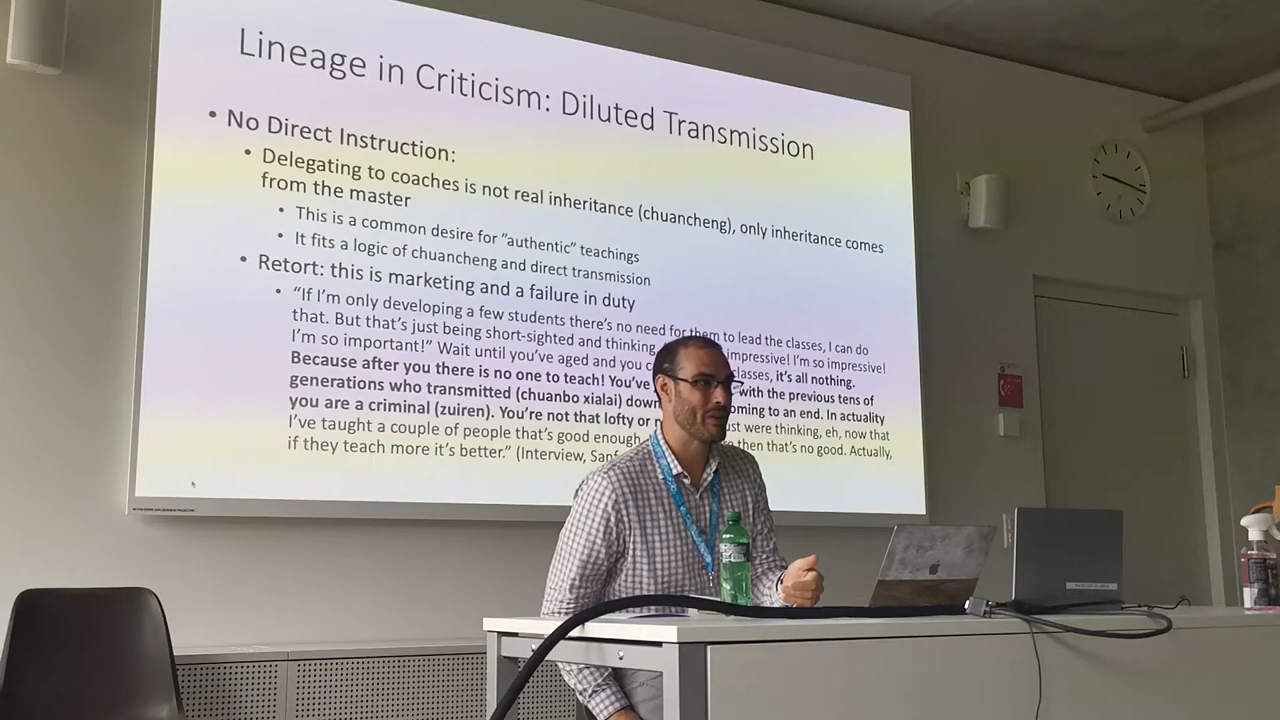 Lineage in Criticism: Diluted Transmission
• No Direct Instruction:
• Delegating to coaches is not real inheritance (chuancheng), only inheritance comes
from the master
• This is a common desire for "authentic" teachings
• It fits a logic of chuancheng and direct transmission
• Retort: this is marketing and a failure in duty
• "If I'm only developing a few students there's no need for them to lead the classes, I can do
that. But that's just being short-sighted and thinking, impressive! I'm so impressive!
I'm so important!" Wait until you've aged and you classes, it's all nothing.
Because after you there is no one to teach! You've with the previous tens of
generations who transmitted (chuanbo xialai) down coming to an end. In actuality
you are a criminal (zuiren). You're not that lofty or just were thinking, eh, now that
I've taught a couple of people that's good enough then that's no good. Actually,
if they teach more it's better." (Interview,